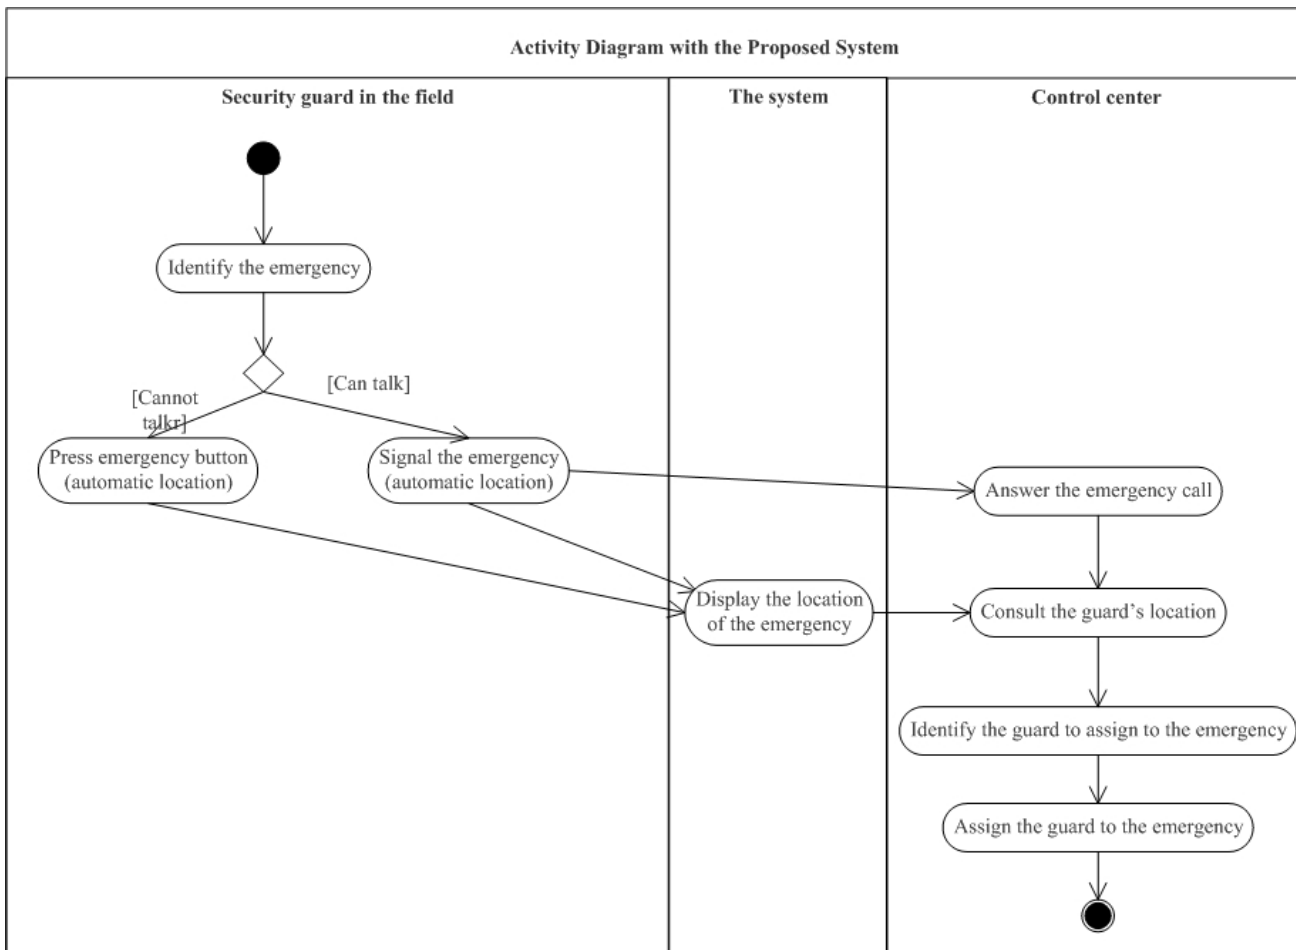 Activity Diagram with the Proposed System
Security guard in the field
The system
Control center
Identify the emergency
[Cannot
talkr]
[Can talk]
Press emergency button
(automatic location)
Signal the emergency
(automatic location)
Answer the emergency call
Display the location
of the emergency
Consult the guard’s location
Identify the guard to assign to the emergency
Assign the guard to the emergency